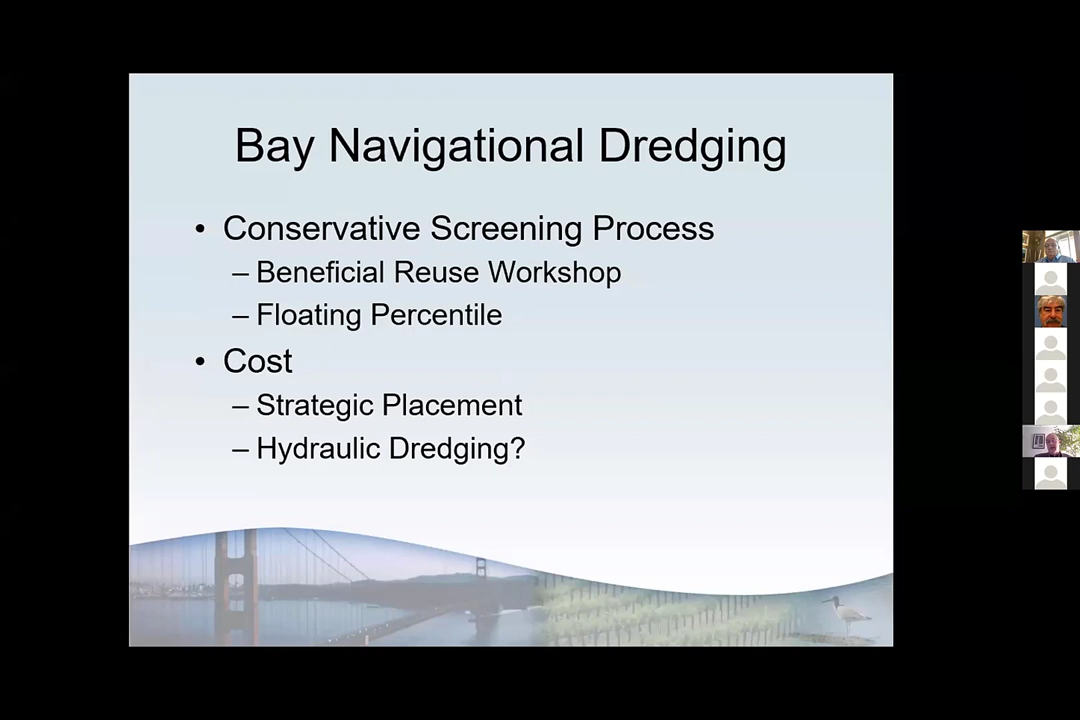 Bay Navigational Dredging
• Conservative Screening Process
– Beneficial Reuse Workshop
– Floating Percentile
• Cost
– Strategic Placement
– Hydraulic Dredging?